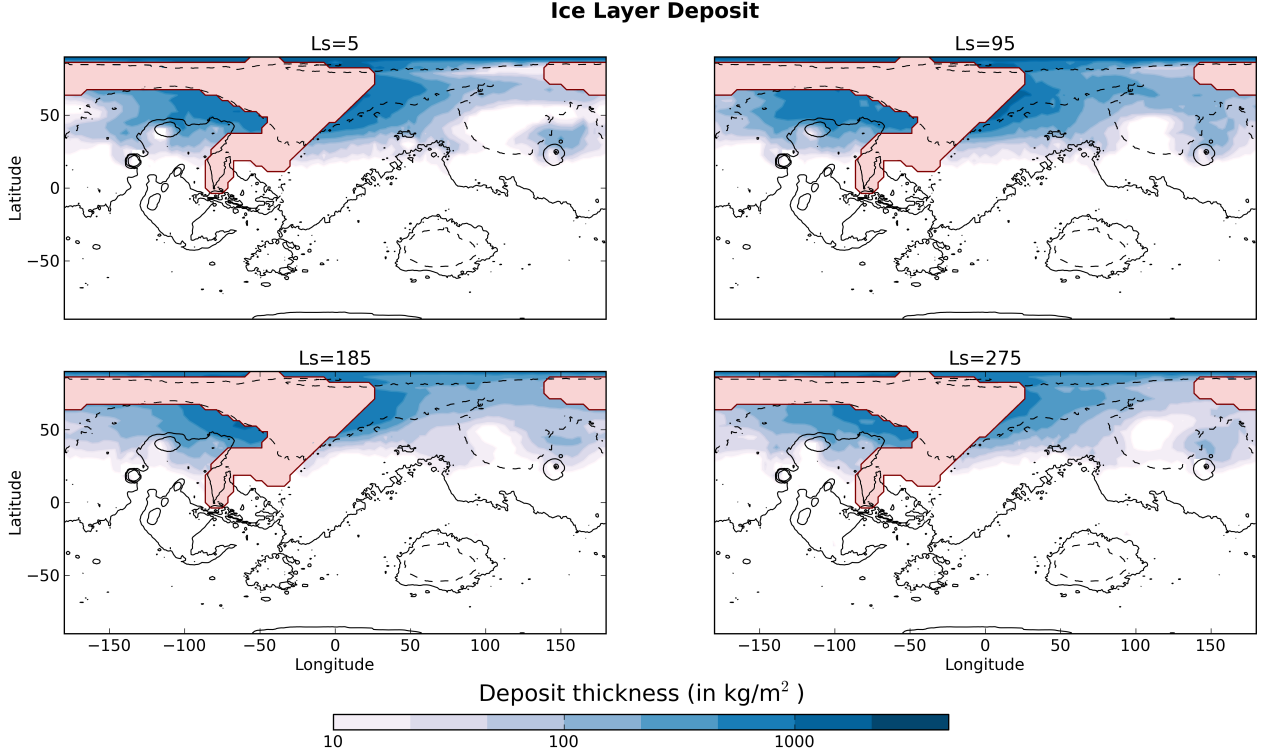 Ice Layer Deposit
Ls=5
Ls=95
50
0
−50
Latitude
Ls=185
Ls=275
50
0
−50
Latitude
−150 −100 −50 0 50 100 150
−150 −100 −50 0 50 100 150
Longitude
Longitude
Deposit thickness (in kg/m² )
10 100 1000